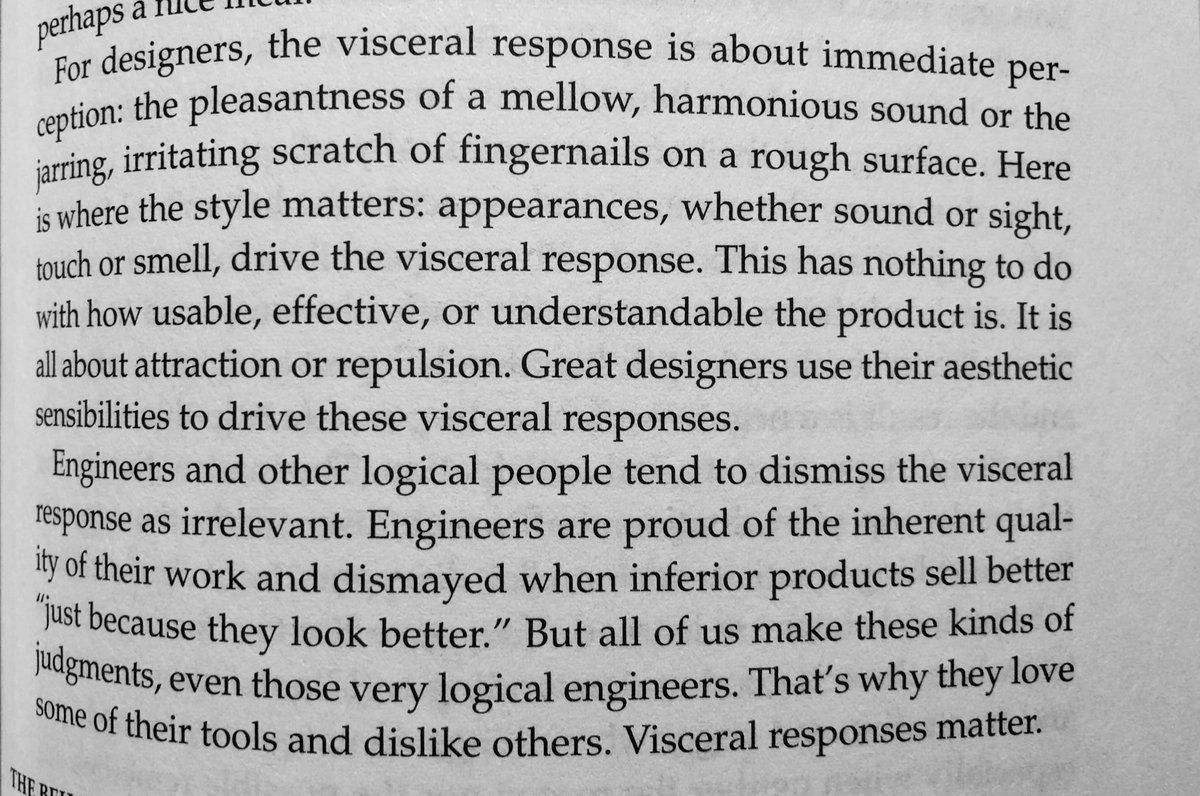 perhaps a nice meal.
For designers, the visceral response is about immediate per-
ception: the pleasantness of a mellow, harmonious sound or the
jarring, irritating scratch of fingernails on a rough surface. Here
is where the style matters: appearances, whether sound or sight,
touch or smell, drive the visceral response. This has nothing to do
with how usable, effective, or understandable the product is. It is
all about attraction or repulsion. Great designers use their aesthetic
sensibilities to drive these visceral responses.
Engineers and other logical people tend to dismiss the visceral
response as irrelevant. Engineers are proud of the inherent qual-
ity of their work and dismayed when inferior products sell better
“just because they look better.” But all of us make these kinds of
judgments, even those very logical engineers. That’s why they love
some of their tools and dislike others. Visceral responses matter.
THE